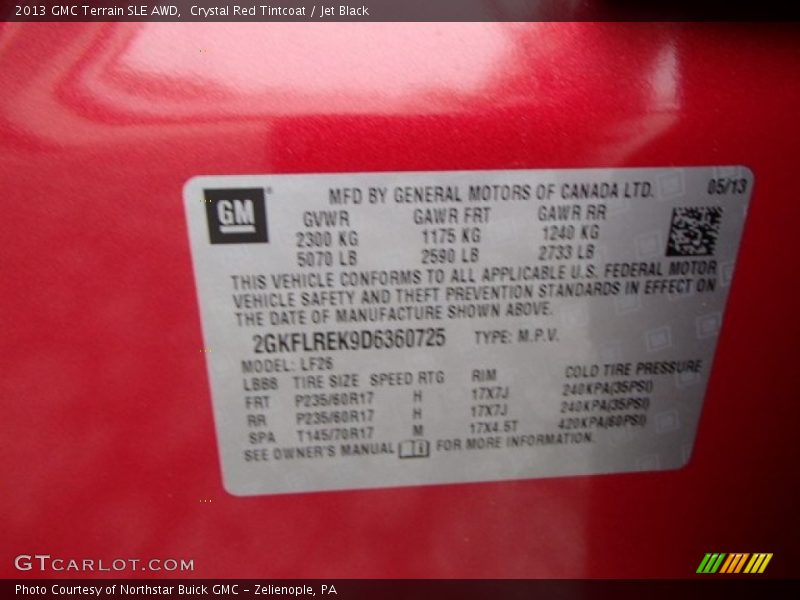 2013 GMC Terrain SLE AWD,  Crystal Red Tintcoat / Jet Black
GM
MFD BY GENERAL MOTORS OF CANADA LTD. 05/13
GVWR GAWR FRT GAWR RR
2300 KG 1175 KG 1240 KG
5070 LB 2590 LB 2733 LB
THIS VEHICLE CONFORMS TO ALL APPLICABLE U.S. FEDERAL MOTOR
VEHICLE SAFETY AND THEFT PREVENTION STANDARDS IN EFFECT ON
THE DATE OF MANUFACTURE SHOWN ABOVE.
2GKFLREK9D6360725 TYPE: M.P.V.
MODEL: LF26
TIRE SIZE SPEED RTG RIM COLD TIRE PRESSURE
FRT P235/60R17 H 17X7J 240KPA(35PSI)
RR P235/60R17 H 17X7J 240KPA(35PSI)
SPA T145/70R17 M 17X4.5T 420KPA(60PSI)
SEE OWNER'S MANUAL FOR MORE INFORMATION.
GTCARLOT.COM
Photo Courtesy of Northstar Buick GMC - Zelienople, PA